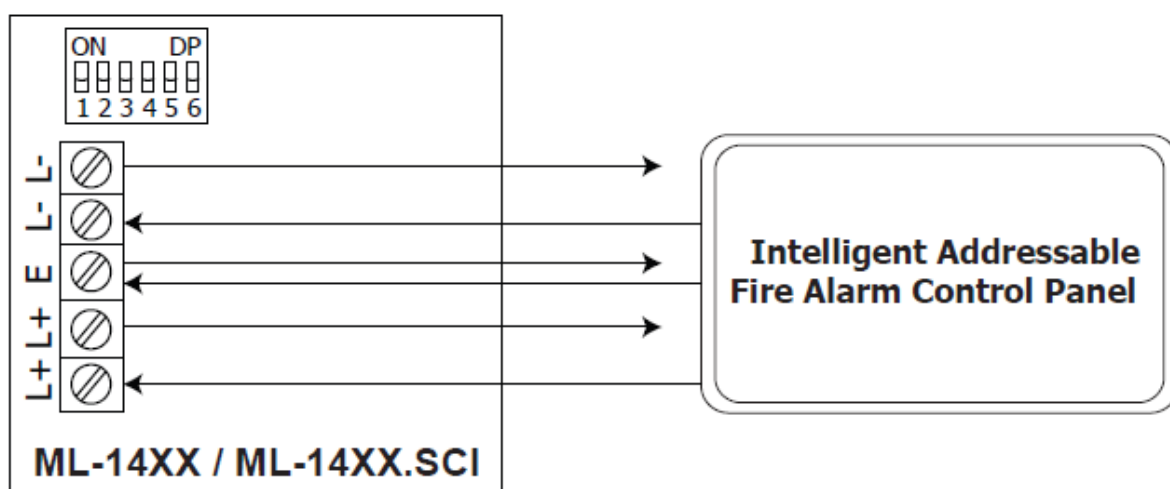 ON DP
1 2 3 4 5 6
L-
L-
E
L+
L+
Intelligent Addressable
Fire Alarm Control Panel
ML-14XX / ML-14XX.SCI